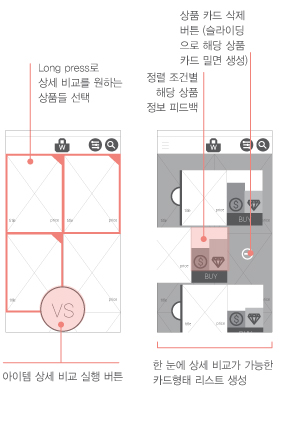 상품 카드 삭제
버튼 (슬라이딩
으로 해당 상품
카드 밀면 생성)
Long press로
상세 비교를 원하는
상품들 선택
정렬 조건별
해당 상품
정보 피드백
W
W
price
price
BUY
price
BUY
price
VS
아이템 상세 비교 실행 버튼
한 눈에 상세 비교가 가능한
카드형태 리스트 생성